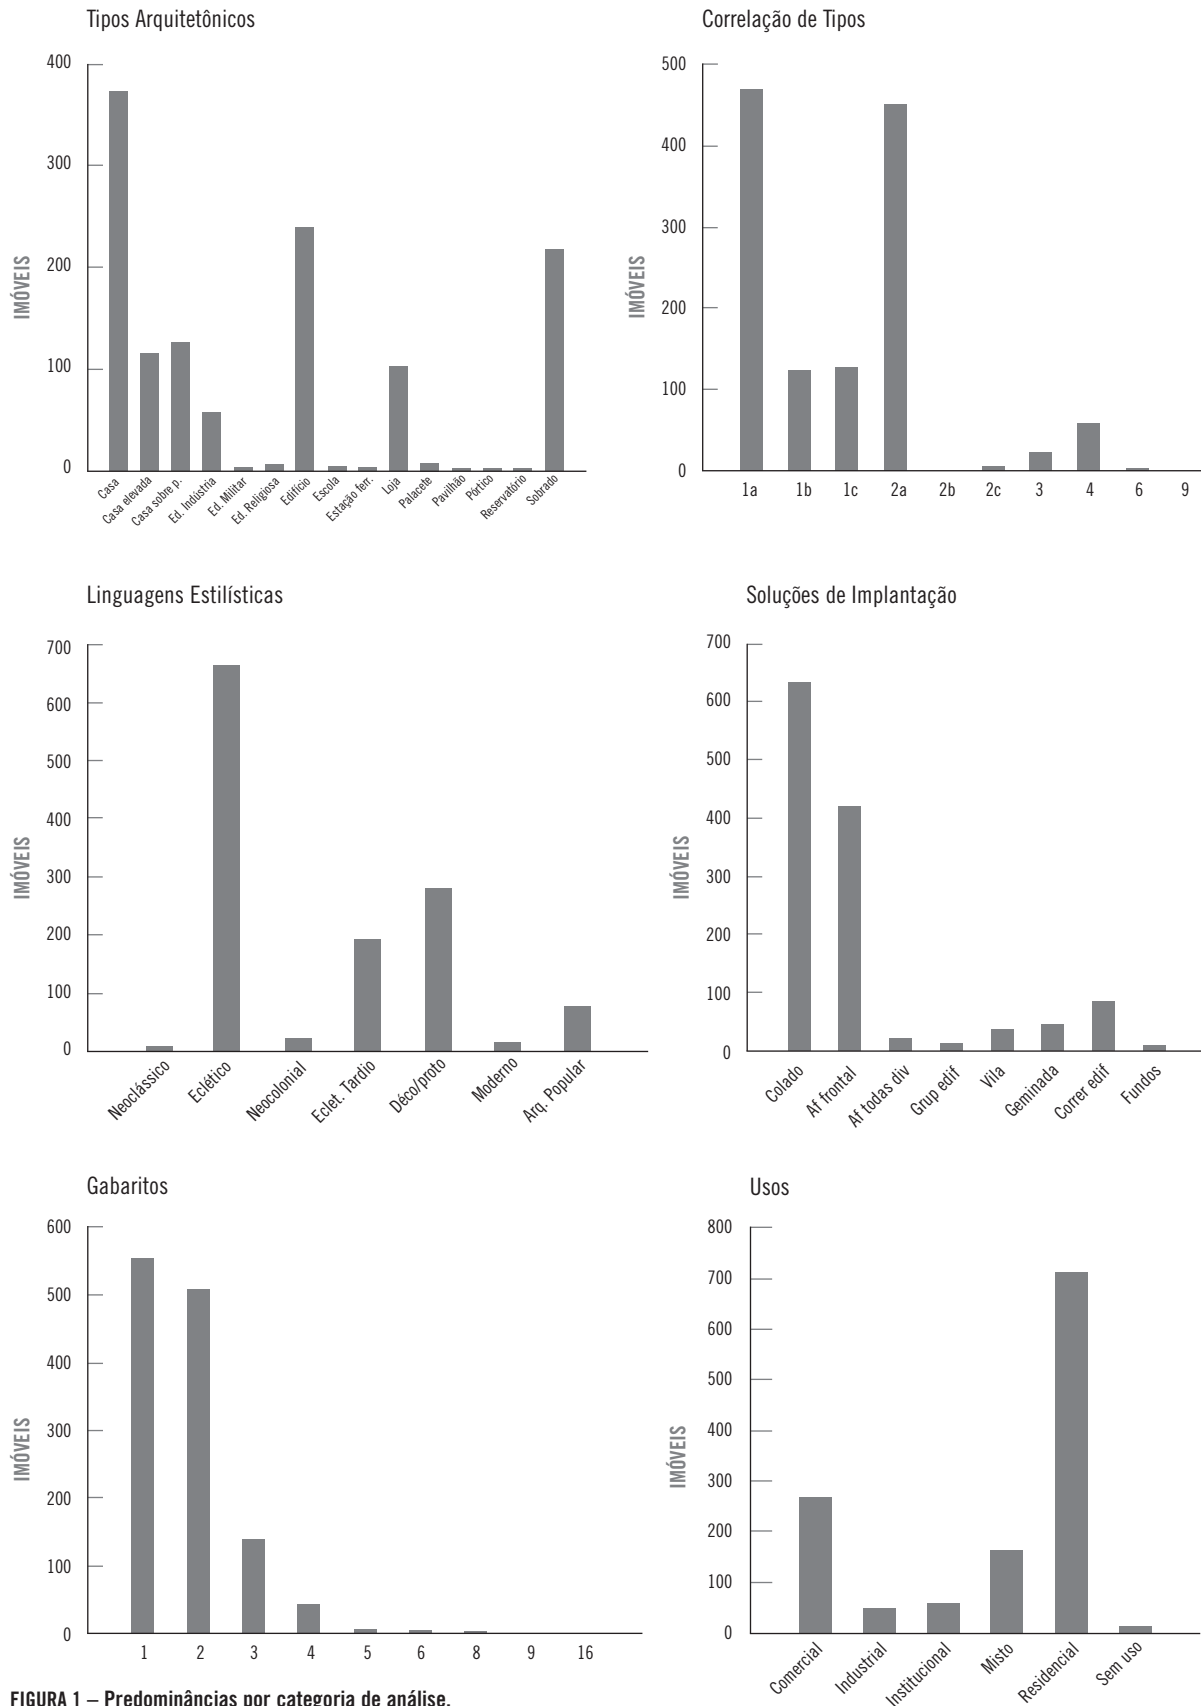 Tipos Arquitetônicos
400
300
200
100
0
IMÓVEIS
Casa
Casa elevada
Casa sobre p.
Ed. Indústria
Ed. Militar
Ed. Religiosa
Edifício
Escola
Estação ferr.
Loja
Palacete
Pavilhão
Pórtico
Reservatório
Sobrado
Correlação de Tipos
500
400
300
200
100
0
IMÓVEIS
1a 1b 1c 2a 2b 2c 3 4 6 9
Linguagens Estilísticas
700
600
500
400
300
200
100
0
IMÓVEIS
Neoclássico
Eclético
Neocolonial
Eclet. Tardio
Déco/proto
Moderno
Arq. Popular
Soluções de Implantação
700
600
500
400
300
200
100
0
IMÓVEIS
Colado
Af frontal
Af todas div
Grup edif
Vila
Geminada
Correr edif
Fundos
Gabaritos
600
500
400
300
200
100
0
IMÓVEIS
1 2 3 4 5 6 8 9 16
Usos
800
700
600
500
400
300
200
100
0
IMÓVEIS
Comercial
Industrial
Institucional
Misto
Residencial
Sem uso
FIGURA 1 – Predominâncias por categoria de análise.